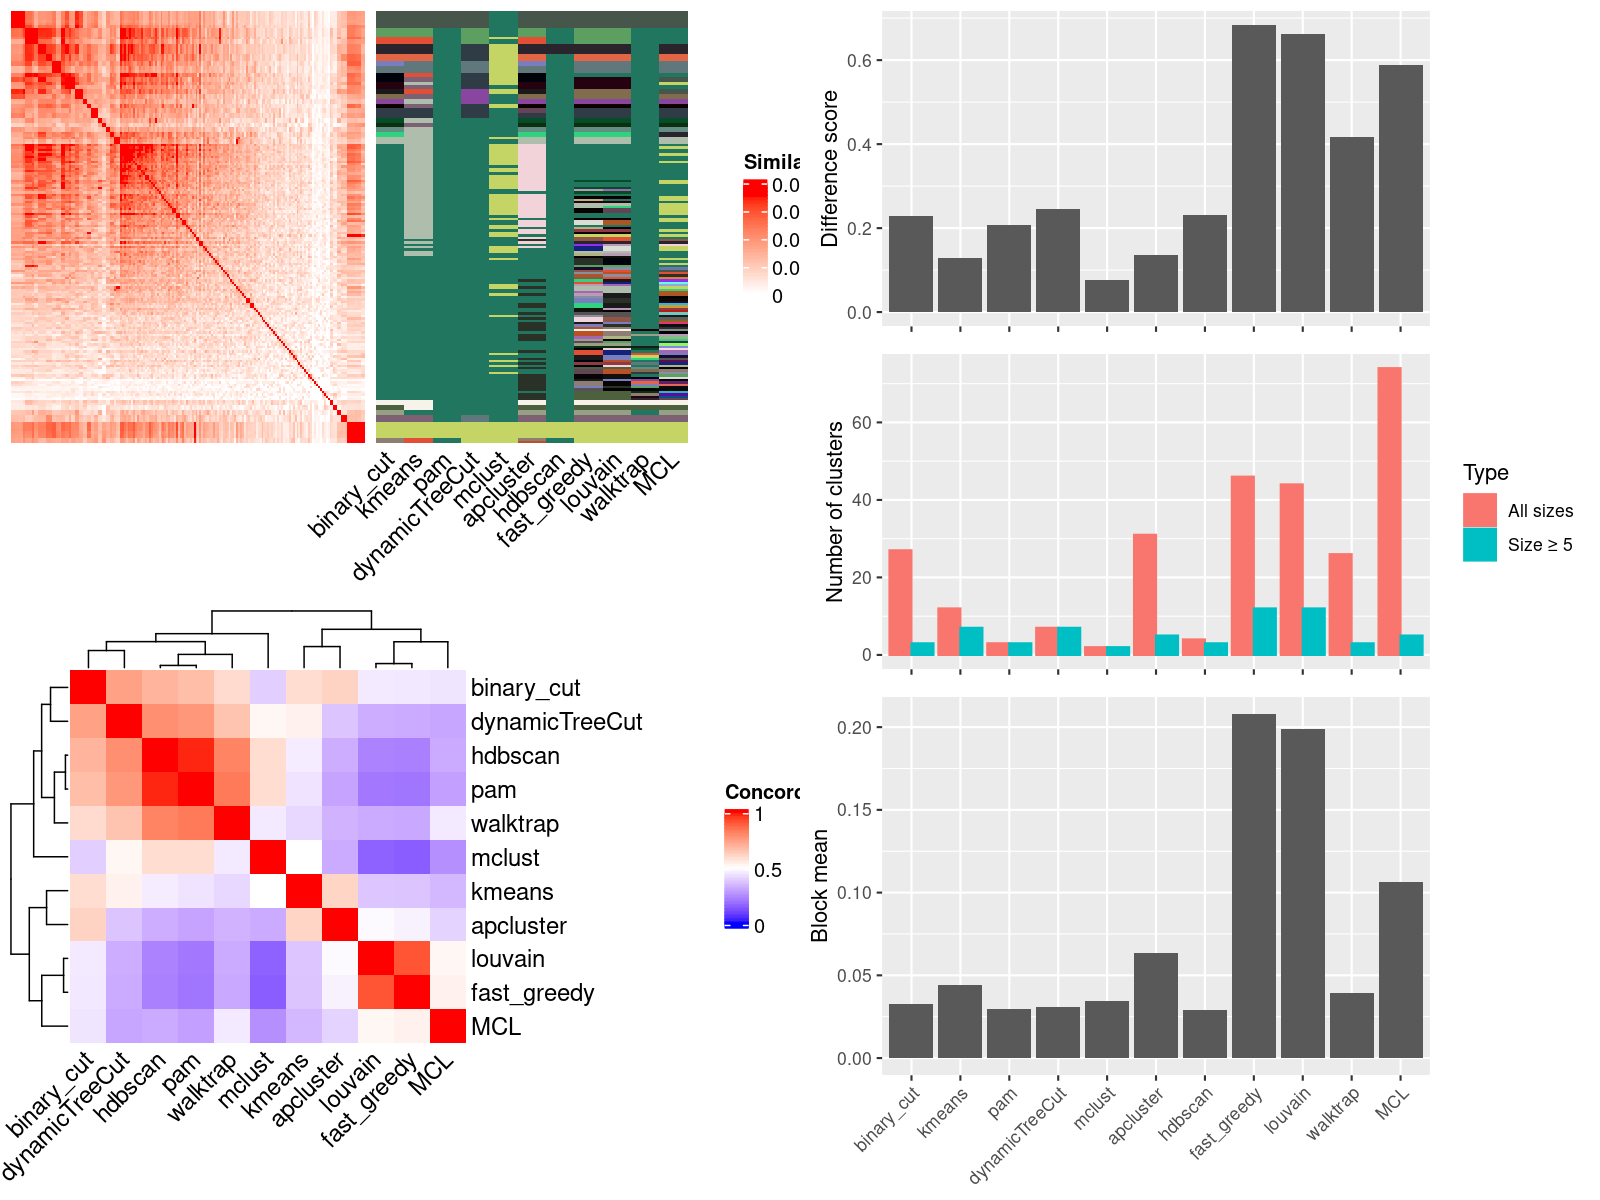 Simila
0.0
0.0
0.0
0.0
0
binary_cut
kmeans
pam
dynamicTreeCut
mclust
apcluster
hdbscan
fast_greedy
louvain
walktrap
MCL
binary_cut
dynamicTreeCut
hdbscan
pam
walktrap
mclust
kmeans
apcluster
louvain
fast_greedy
MCL
binary_cut
dynamicTreeCut
hdbscan
pam
walktrap
mclust
kmeans
apcluster
louvain
fast_greedy
MCL
Concord
1
0.5
0
Difference score
0.6
0.4
0.2
0.0
Number of clusters
60
40
20
0
Type
All sizes
Size ≥ 5
Block mean
0.20
0.15
0.10
0.05
0.00
binary_cut
kmeans
pam
dynamicTreeCut
mclust
apcluster
hdbscan
fast_greedy
louvain
walktrap
MCL